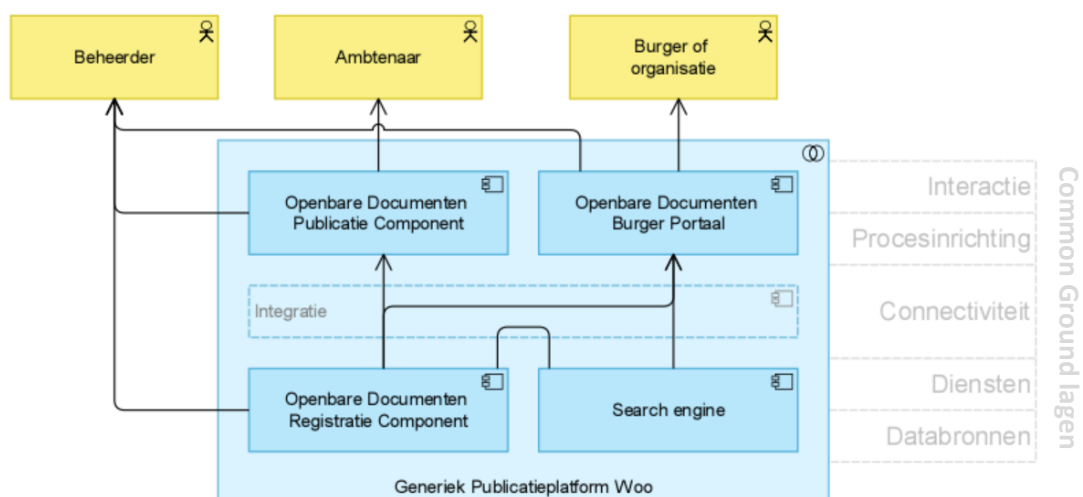 Beheerder
Ambtenaar
Burger of
organisatie
Openbare Documenten
Publicatie Component
Openbare Documenten
Burger Portaal
Integratie
Openbare Documenten
Registratie Component
Search engine
Generiek Publicatieplatform Woo
Interactie
Procesinrichting
Connectiviteit
Diensten
Databronnen
Common Ground lagen